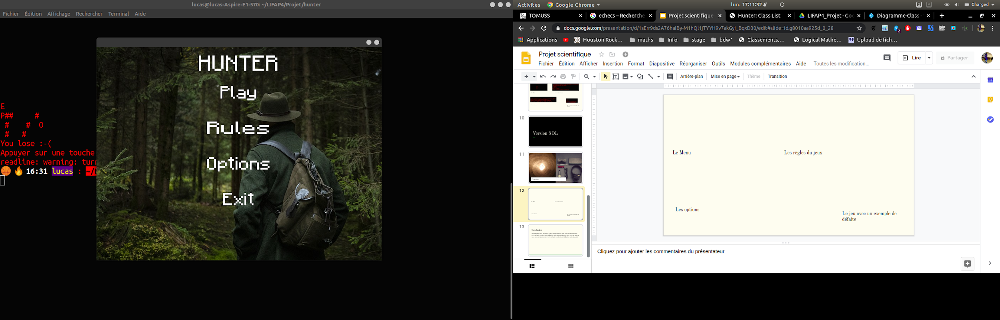 lucas@lucas-Aspire-E1-570: ~/LIFAP4/Projet/hunter
Fichier Édition Affichage Rechercher Terminal Aide
E
P## #
# # O
# #
You lose :-(
Appuyer sur une touche
readline: warning: turn
16:31 lucas : ~/L
HUNTER
Play
Rules
Options
Exit
Activités Google Chrome lun. 17:11:32 1 A Charged
TOMUSS echecs – Recherche Projet scientifique Hunter: Class List LIFAP4_Projet - Goo Diagramme-Class -
docs.google.com/presentation/d/1sErr9ds2A76haIBy-M1hQl1jTYYH9v7akGyi_BqxD30/edit#slide=id.g8010aa925d_0_28
2
Applications Houston Rock... maths Info stage bdw1 Classements,... Logical Mathe... Upload de fich...
Projet scientifique
Fichier Édition Afficher Insertion Format Diapositive Réorganiser Outils Modules complémentaires Aide Toutes les modification...
Lire Partager
Arrière-plan Mise en page Thème Transition
31
10
Version SDL
11
12
13
Conclusion
Le Menu
Les règles du jeux
Les options
Le jeu avec un exemple de
défaite
Cliquez pour ajouter les commentaires du présentateur